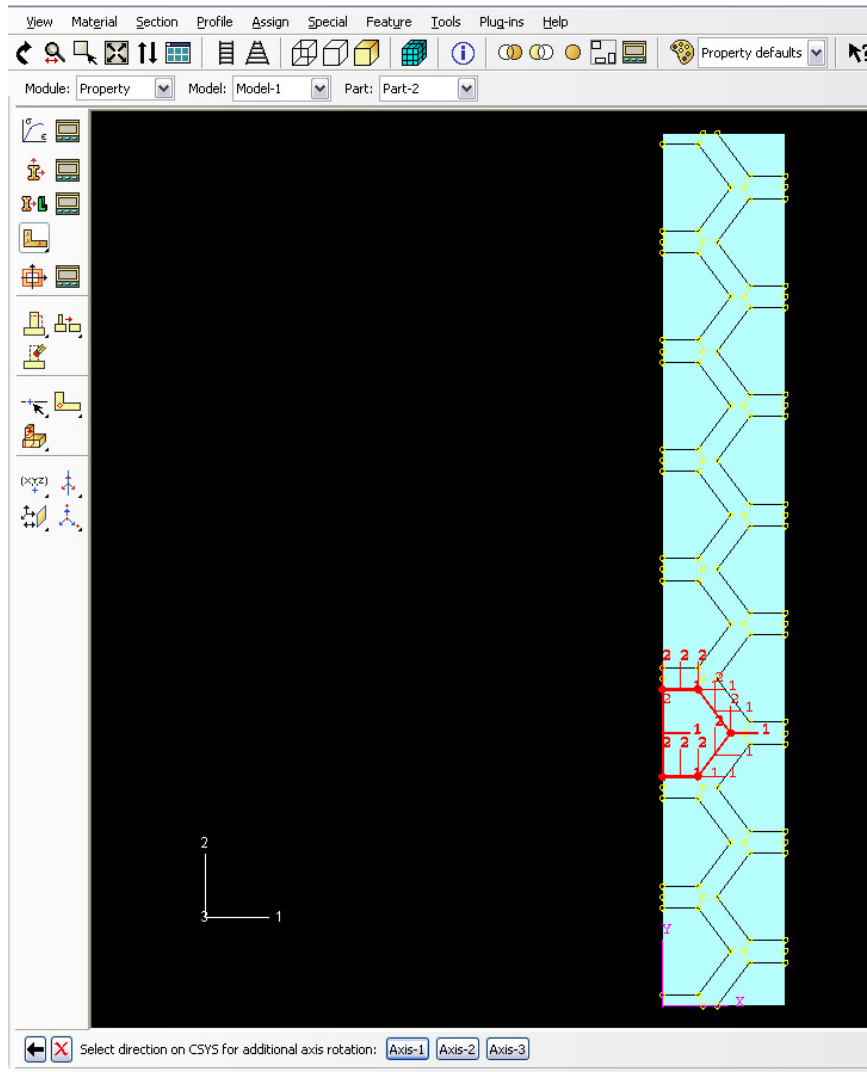 View Material Section Profile Assign Special Feature Tools Plug-ins Help
Property defaults
Module: Property Model: Model-1 Part: Part-2
σ
ε
(XYZ)
2 2 2
1 2 1
2 1
2
2 1 1
2 2 2 1
1 1 1
2
3 1
Y
X
Select direction on CSYS for additional axis rotation: Axis-1 Axis-2 Axis-3